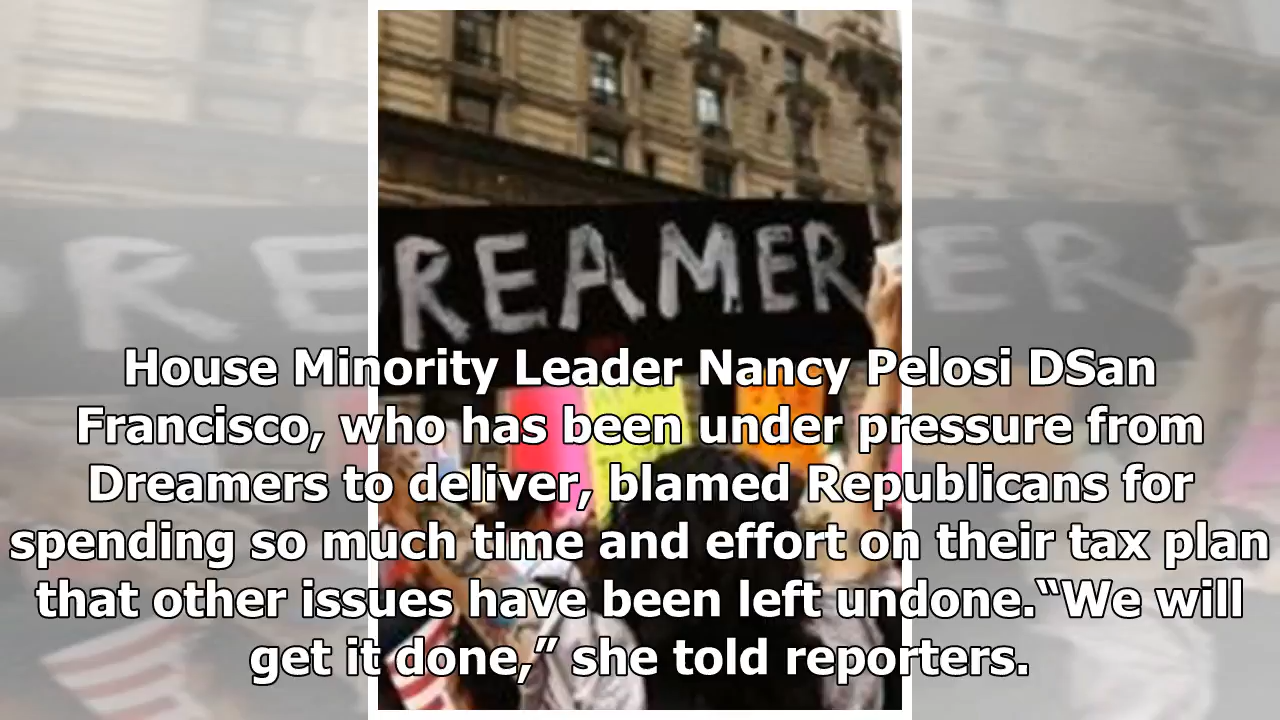 REAMER
R E
ER
House Minority Leader Nancy Pelosi DSan
Francisco, who has been under pressure from
Dreamers to deliver, blamed Republicans for
spending so much time and effort on their tax plan
that other issues have been left undone.“We will
get it done,” she told reporters.